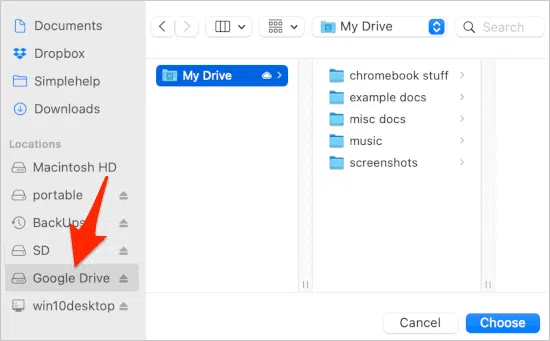 Documents
Dropbox
Simplehelp
Downloads
Locations
Macintosh HD
portable
BackUps
SD
Google Drive
win10desktop
My Drive
Search
My Drive
chromebook stuff
example docs
misc docs
music
screenshots
Cancel
Choose